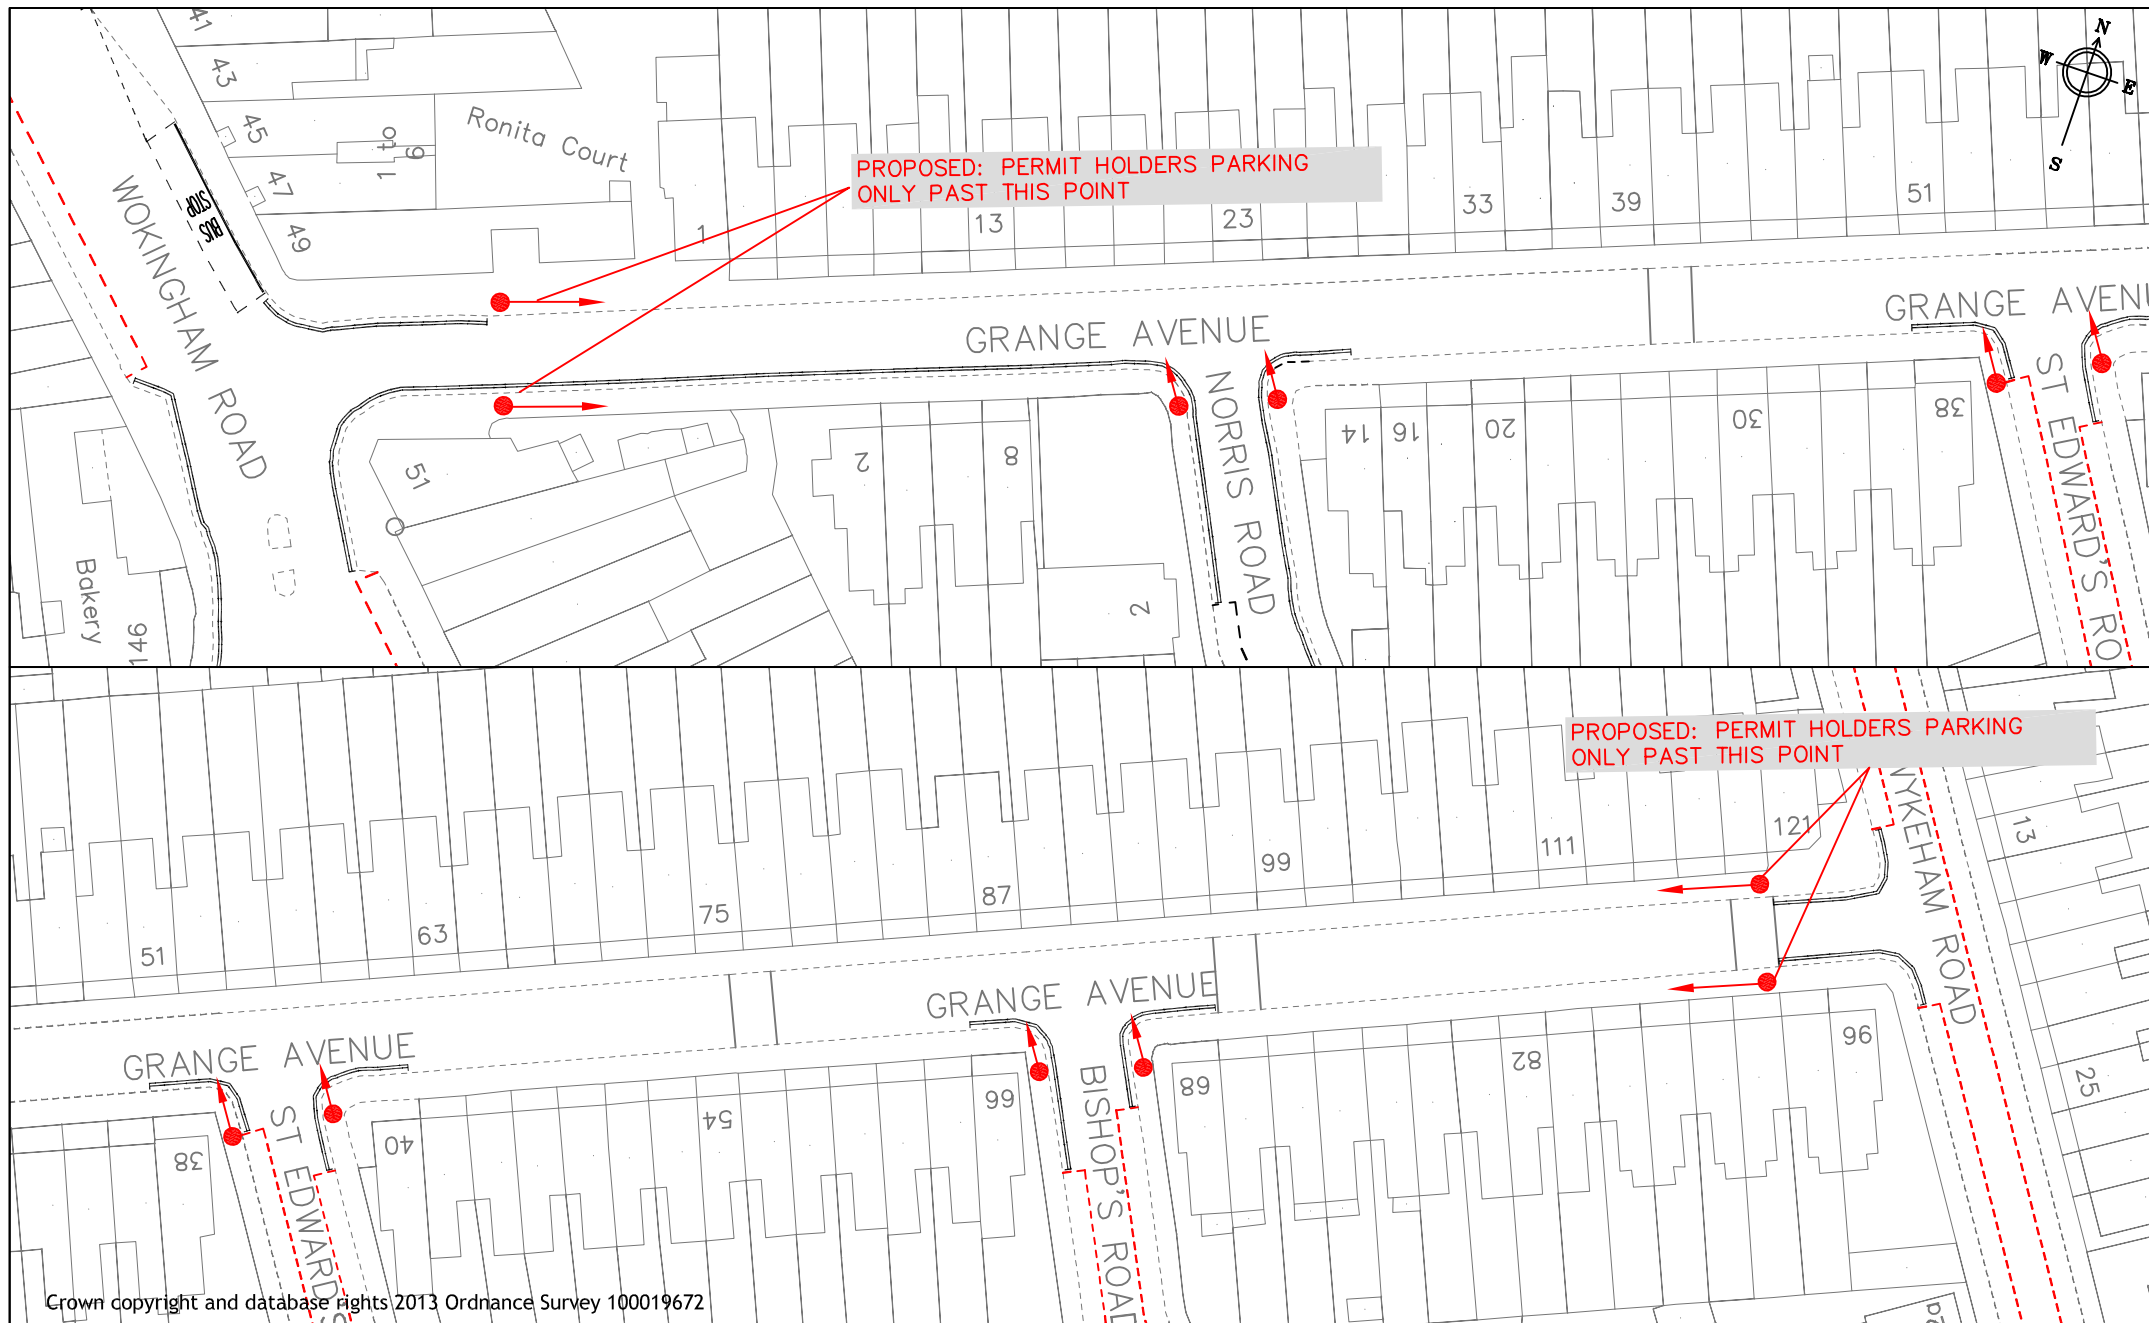 41
43
45
47
49
1 to 6
Ronita Court
PROPOSED: PERMIT HOLDERS PARKING
ONLY PAST THIS POINT
N
W
E
S
BUS
STOP
WOKINGHAM ROAD
1
13
23
33
39
51
GRANGE AVENUE
GRANGE AVENU
NORRIS ROAD
ST EDWARD'S RO
51
2
8
2
14
16
20
30
38
Bakery
146
PROPOSED: PERMIT HOLDERS PARKING
ONLY PAST THIS POINT
51
63
75
87
99
111
121
WYKEHAM ROAD
13
25
GRANGE AVENUE
GRANGE AVENUE
ST EDWARD'S
BISHOP'S ROAD
38
40
54
66
68
82
96
Crown copyright and database rights 2013 Ordnance Survey 100019672